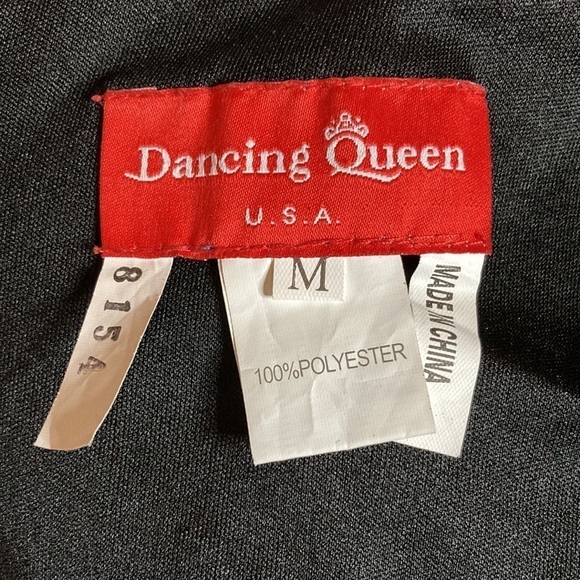 Dancing Queen
U.S.A.
M
8154
100%POLYESTER
MADE IN CHINA